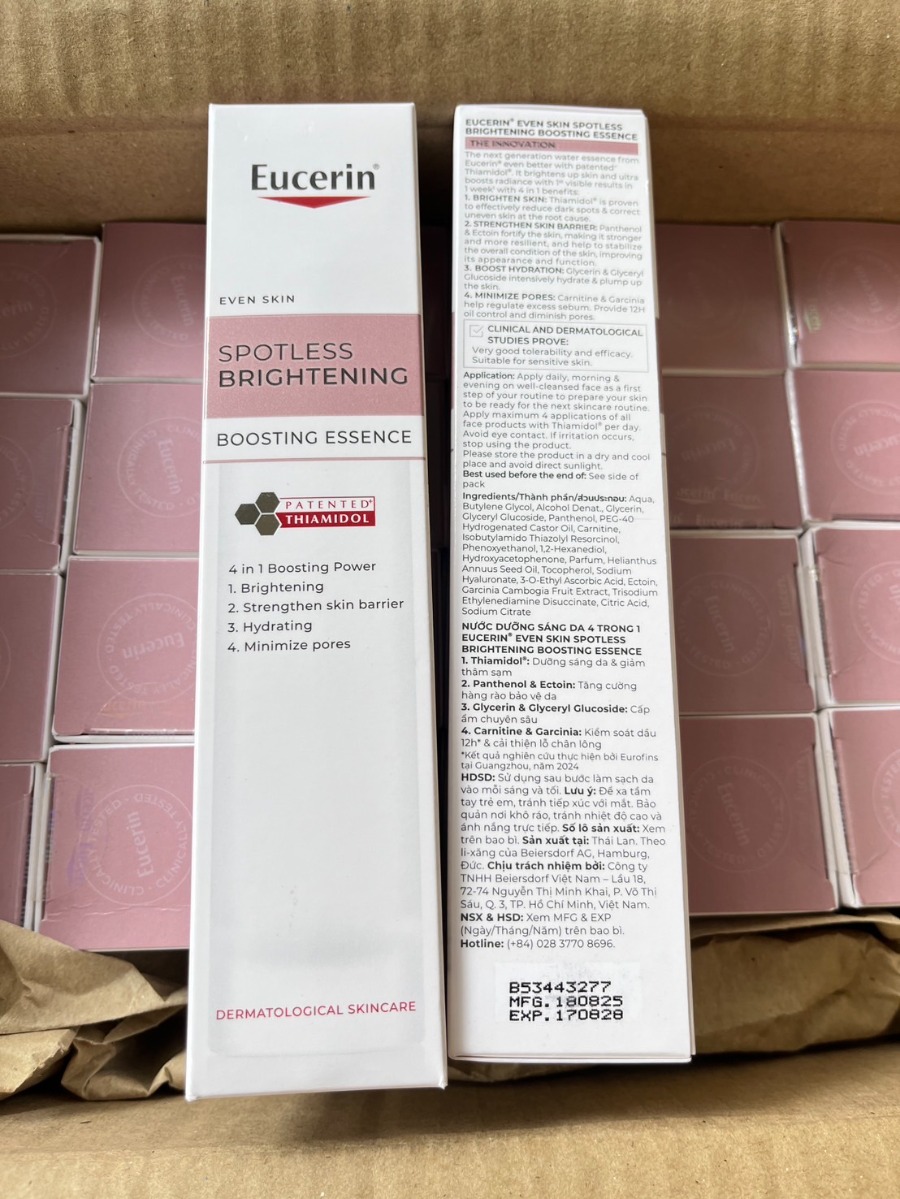 Eucerin®
EVEN SKIN
SPOTLESS
BRIGHTENING
BOOSTING ESSENCE
PATENTED+
THIAMIDOL
4 in 1 Boosting Power
1. Brightening
2. Strengthen skin barrier
3. Hydrating
4. Minimize pores
DERMATOLOGICAL SKINCARE
EUCERIN® EVEN SKIN SPOTLESS
BRIGHTENING BOOSTING ESSENCE
THE INNOVATION
The next generation water essence from
Eucerin® even better with patented
Thiamidol®. It brightens up skin and ultra
boosts radiance with 1st visible results in
1 week* with 4 in 1 benefits:
1. BRIGHTEN SKIN: Thiamidol® is proven
to effectively reduce dark spots & correct
uneven skin at the root cause.
2. STRENGTHEN SKIN BARRIER: Panthenol
& Ectoin fortify the skin, making it stronger
and more resilient, and help to stabilize
the overall condition of the skin, improving
its appearance and function.
3. BOOST HYDRATION: Glycerin & Glyceryl
Glucoside intensively hydrate & plump up
the skin.
4. MINIMIZE PORES: Carnitine & Garcinia
help regulate excess sebum. Provide 12H
oil control and diminish pores.
CLINICAL AND DERMATOLOGICAL
STUDIES PROVE:
Very good tolerability and efficacy.
Suitable for sensitive skin.
Application: Apply daily, morning &
evening on well-cleansed face as a first
step of your routine to prepare your skin
to be ready for the next skincare routine.
Apply maximum 4 applications of all
face products with Thiamidol® per day.
Avoid eye contact. If irritation occurs,
stop using the product.
Please store the product in a dry and cool
place and avoid direct sunlight.
Best used before the end of: See side of
pack
Ingredients/Thành phần/ส่วนประกอบ: Aqua,
Butylene Glycol, Alcohol Denat., Glycerin,
Glyceryl Glucoside, Panthenol, PEG-40
Hydrogenated Castor Oil, Carnitine,
Isobutylamido Thiazolyl Resorcinol,
Phenoxyethanol, 1,2-Hexanediol,
Hydroxyacetophenone, Parfum, Helianthus
Annuus Seed Oil, Tocopherol, Sodium
Hyaluronate, 3-O-Ethyl Ascorbic Acid, Ectoin,
Garcinia Cambogia Fruit Extract, Trisodium
Ethylenediamine Disuccinate, Citric Acid,
Sodium Citrate
NƯỚC DƯỠNG SÁNG DA 4 TRONG 1
EUCERIN® EVEN SKIN SPOTLESS
BRIGHTENING BOOSTING ESSENCE
1. Thiamidol®: Dưỡng sáng da & giảm
thâm sạm
2. Panthenol & Ectoin: Tăng cường
hàng rào bảo vệ da
3. Glycerin & Glyceryl Glucoside: Cấp
ẩm chuyên sâu
4. Carnitine & Garcinia: Kiểm soát dầu
12h* & cải thiện lỗ chân lông
*Kết quả nghiên cứu thực hiện bởi Eurofins
tại Guangzhou, năm 2024
HDSD: Sử dụng sau bước làm sạch da
vào mỗi sáng và tối. Lưu ý: Để xa tầm
tay trẻ em, tránh tiếp xúc với mắt. Bảo
quản nơi khô ráo, tránh nhiệt độ cao và
ánh nắng trực tiếp. Số lô sản xuất: Xem
trên bao bì. Sản xuất tại: Thái Lan. Theo
li-xăng của Beiersdorf AG, Hamburg,
Đức. Chịu trách nhiệm bởi: Công ty
TNHH Beiersdorf Việt Nam – Lầu 18,
72-74 Nguyễn Thị Minh Khai, P. Võ Thị
Sáu, Q. 3, TP. Hồ Chí Minh, Việt Nam.
NSX & HSD: Xem MFG & EXP
(Ngày/Tháng/Năm) trên bao bì.
Hotline: (+84) 028 3770 8696.
B53443277
MFG. 180825
EXP. 170828
Eucerin
CLINICALLY TESTED